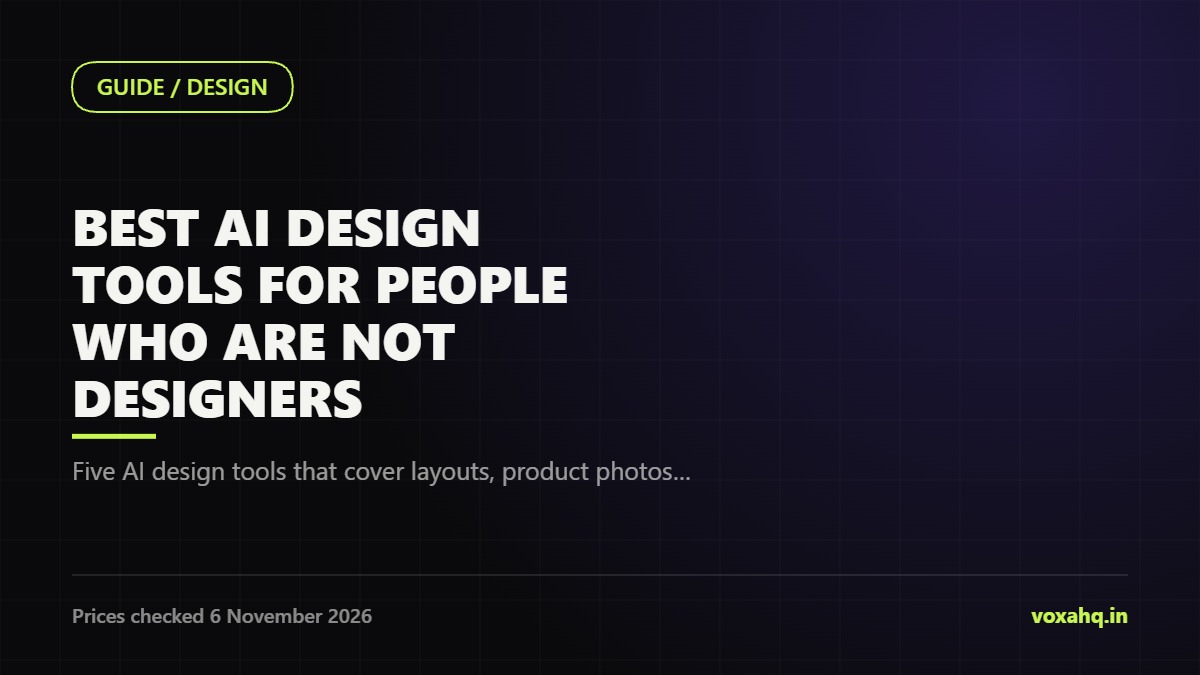 GUIDE / DESIGN
BEST AI DESIGN
TOOLS FOR PEOPLE
WHO ARE NOT
DESIGNERS
Five AI design tools that cover layouts, product photos...
Prices checked 6 November 2026
voxahq.in